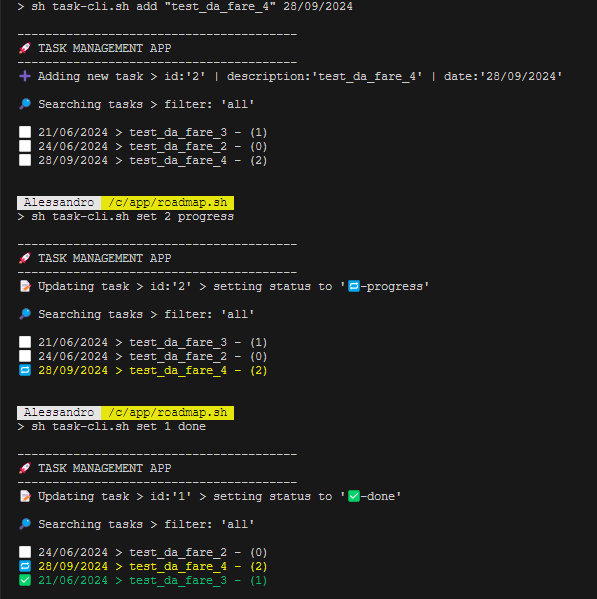 > sh task-cli.sh add "test_da_fare_4" 28/09/2024
----------------------------------------
🚀 TASK MANAGEMENT APP
----------------------------------------
➕ Adding new task > id:'2' | description:'test_da_fare_4' | date:'28/09/2024'
🔎 Searching tasks > filter: 'all'
⬜ 21/06/2024 > test_da_fare_3 - (1)
⬜ 24/06/2024 > test_da_fare_2 - (0)
⬜ 28/09/2024 > test_da_fare_4 - (2)
Alessandro /c/app/roadmap.sh
> sh task-cli.sh set 2 progress
----------------------------------------
🚀 TASK MANAGEMENT APP
----------------------------------------
📝 Updating task > id:'2' > setting status to '🔁-progress'
🔎 Searching tasks > filter: 'all'
⬜ 21/06/2024 > test_da_fare_3 - (1)
⬜ 24/06/2024 > test_da_fare_2 - (0)
🔁 28/09/2024 > test_da_fare_4 - (2)
Alessandro /c/app/roadmap.sh
> sh task-cli.sh set 1 done
----------------------------------------
🚀 TASK MANAGEMENT APP
----------------------------------------
📝 Updating task > id:'1' > setting status to '✅-done'
🔎 Searching tasks > filter: 'all'
⬜ 24/06/2024 > test_da_fare_2 - (0)
🔁 28/09/2024 > test_da_fare_4 - (2)
✅ 21/06/2024 > test_da_fare_3 - (1)